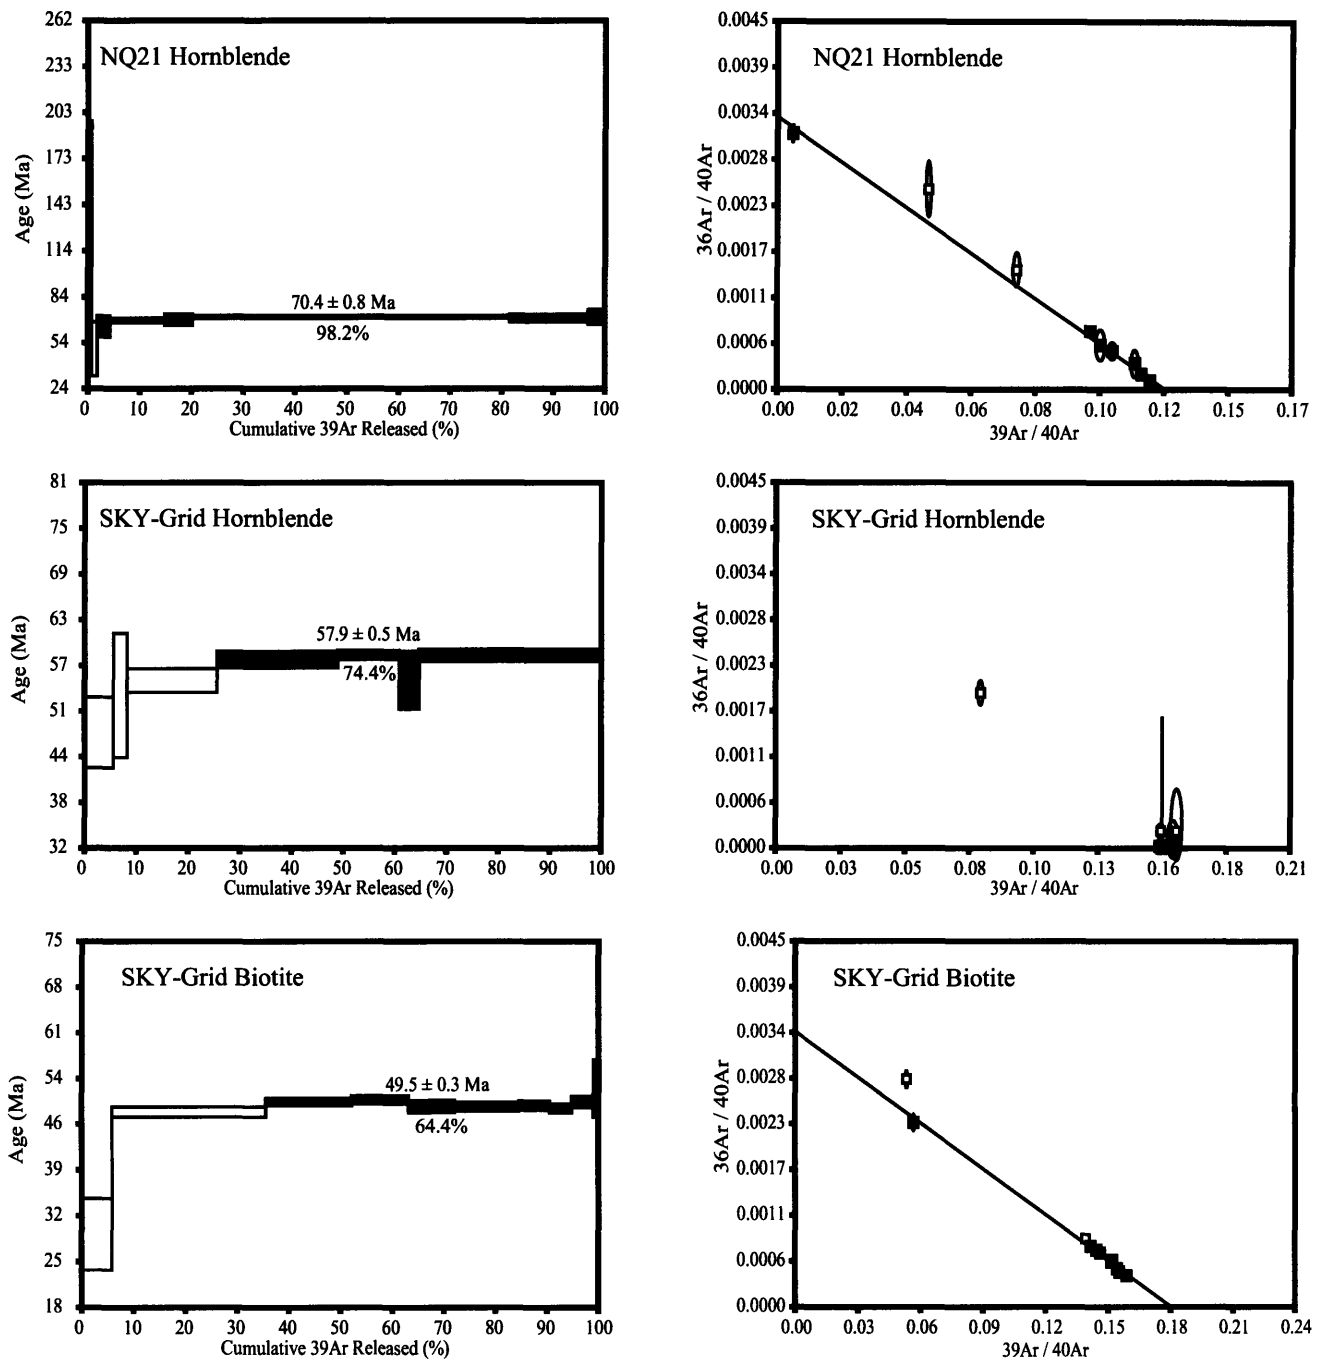 262
233
203
173
143
114
84
54
24
Age (Ma)
NQ21 Hornblende
70.4 ± 0.8 Ma
98.2%
0 10 20 30 40 50 60 70 80 90 100
Cumulative 39Ar Released (%)
0.0045
0.0039
0.0034
0.0028
0.0023
0.0017
0.0011
0.0006
0.0000
36Ar / 40Ar
NQ21 Hornblende
0.00 0.02 0.04 0.06 0.10 0.12 0.15 0.17
39Ar / 40Ar
81
75
69
63
57
51
44
38
32
Age (Ma)
SKY-Grid Hornblende
57.9 ± 0.5 Ma
74.4%
0 10 20 30 40 50 60 70 80 90 100
Cumulative 39Ar Released (%)
0.0045
0.0039
0.0034
0.0028
0.0023
0.0017
0.0011
0.0006
0.0000
36Ar / 40Ar
SKY-Grid Hornblende
0.00 0.03 0.05 0.08 0.10 0.13 0.16 0.18 0.21
39Ar / 40Ar
75
68
61
54
46
39
32
25
18
Age (Ma)
SKY-Grid Biotite
49.5 ± 0.3 Ma
64.4%
0 10 20 30 40 50 60 70 80 90 100
Cumulative 39Ar Released (%)
0.0045
0.0039
0.0034
0.0028
0.0023
0.0017
0.0011
0.0006
0.0000
36Ar / 40Ar
SKY-Grid Biotite
0.00 0.03 0.06 0.09 0.12 0.15 0.18 0.21 0.24
39Ar / 40Ar